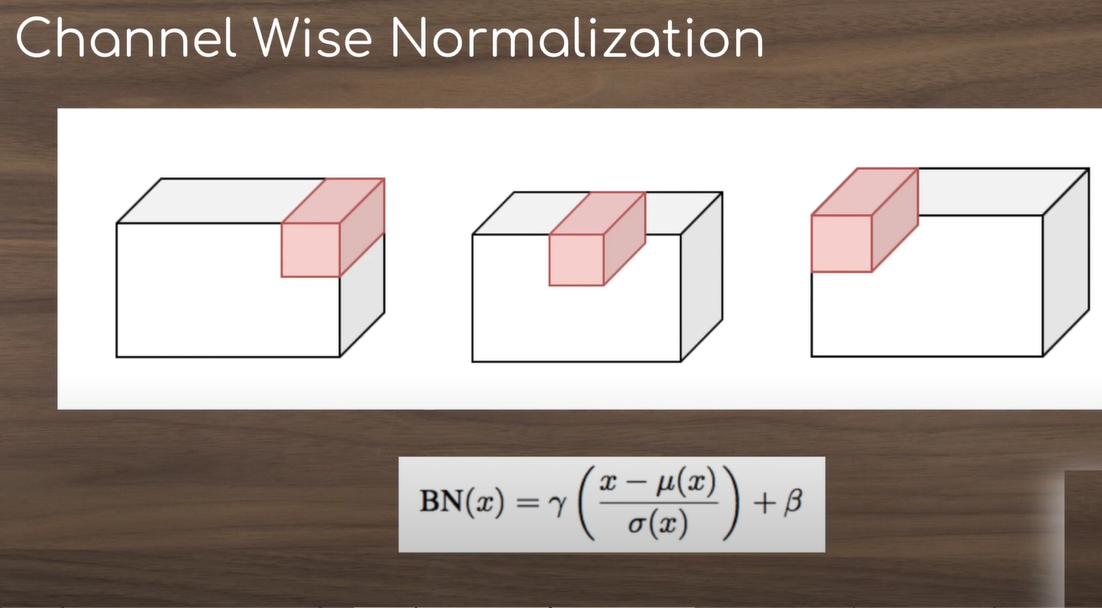 Channel Wise Normalization
BN(x) = γ ( (x − μ(x)) / σ(x) ) + β